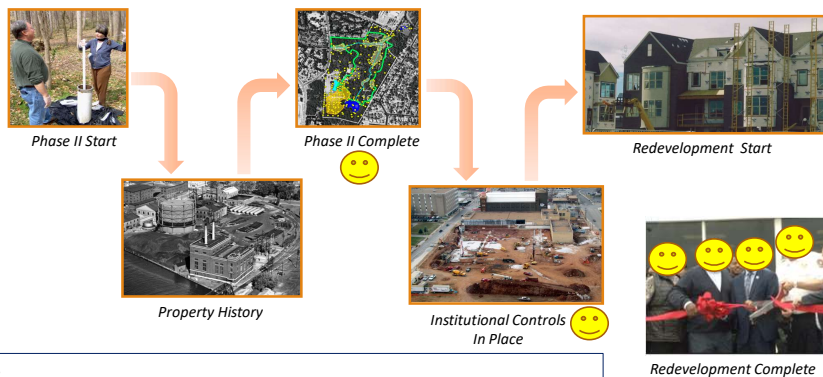 Phase II Start
Phase II Complete
Redevelopment Start
Property History
Institutional Controls
In Place
Redevelopment Complete